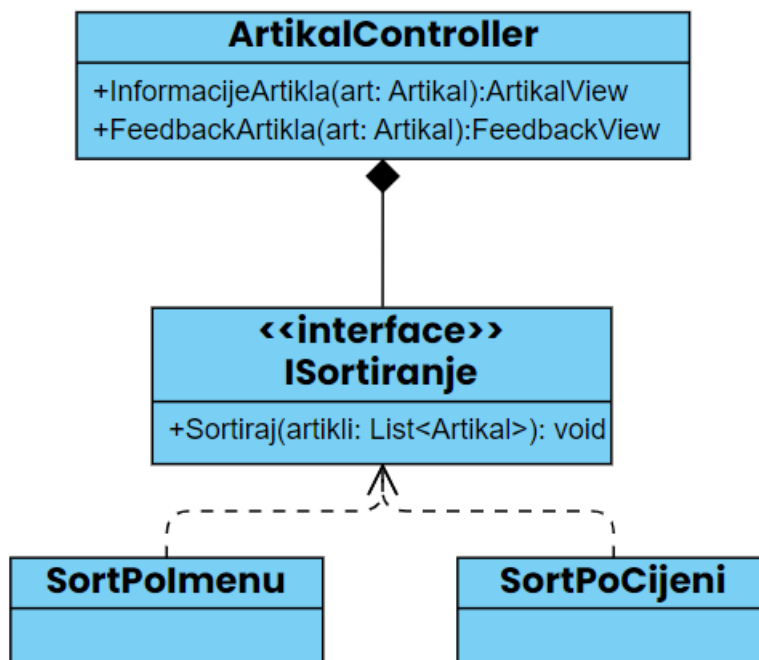 ArtikalController
+InformacijeArtikla(art: Artikal):ArtikalView
+FeedbackArtikla(art: Artikal):FeedbackView
<<interface>>
ISortiranje
+Sortiraj(artikli: List<Artikal>): void
SortPoImenu
SortPoCijeni